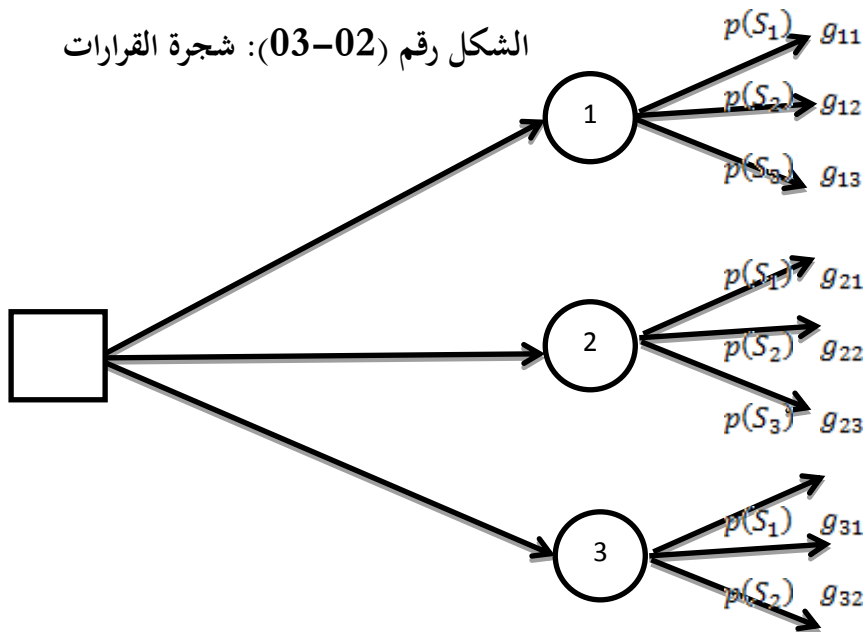 الشكل رقم (02-03): شجرة القرارات
p(S₁) g₁₁
1
p(S₂) g₁₂
p(S₃) g₁₃
p(S₁) g₂₁
2
p(S₂) g₂₂
p(S₃) g₂₃
3
p(S₁) g₃₁
p(S₂) g₃₂